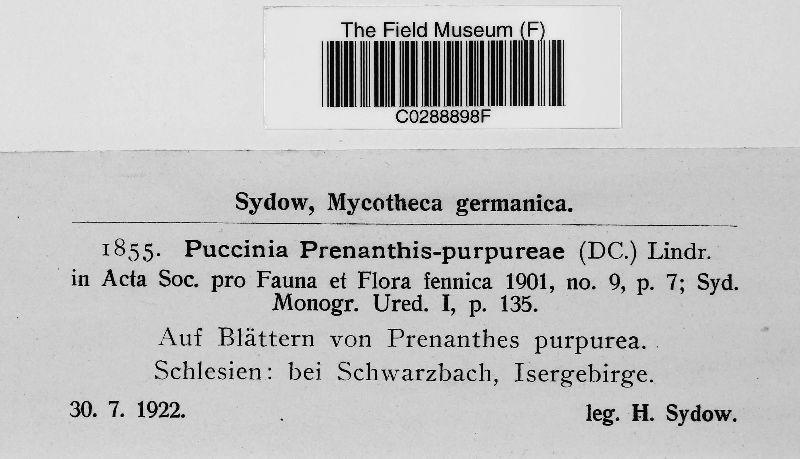 The Field Museum (F)
C0288898F
Sydow, Mycotheca germanica.
1855. Puccinia Prenanthis-purpureae (DC.) Lindr.
in Acta Soc. pro Fauna et Flora fennica 1901, no. 9, p. 7; Syd.
Monogr. Ured. I, p. 135.
Auf Blättern von Prenanthes purpurea.
Schlesien: bei Schwarzbach, Isergebirge.
30. 7. 1922. leg. H. Sydow.